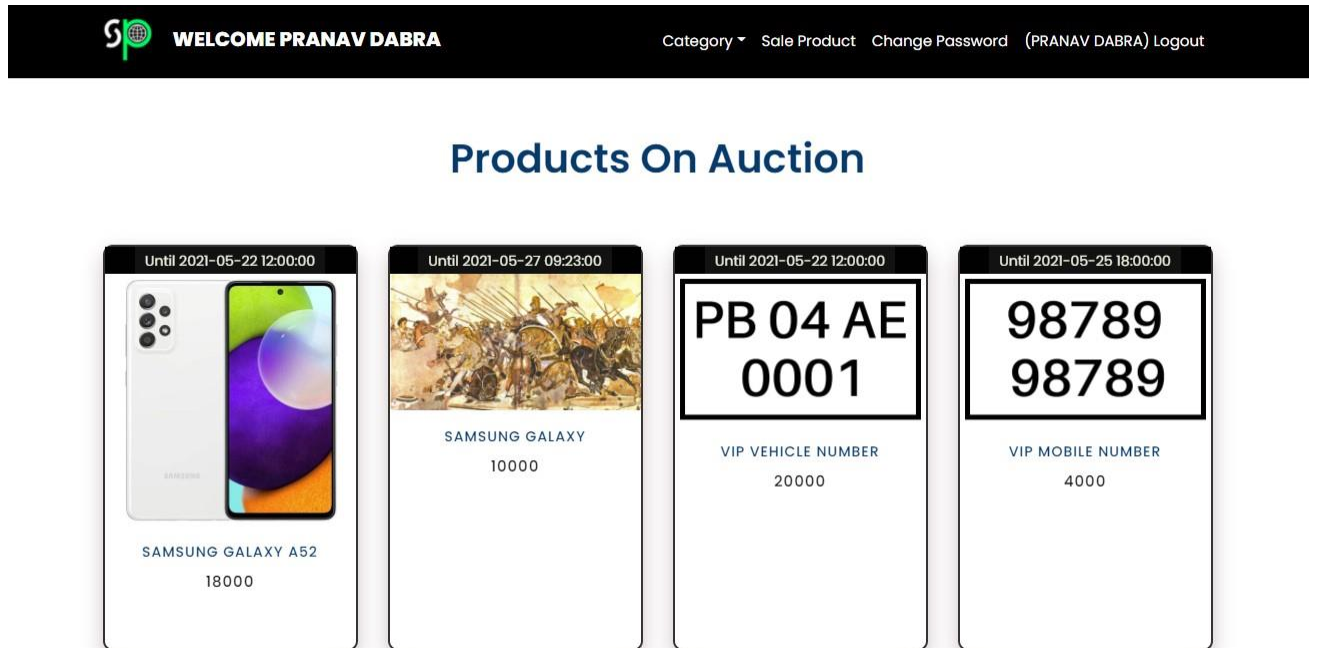 sp WELCOME PRANAV DABRA Category Sale Product Change Password (PRANAV DABRA) Logout
Products On Auction
Until 2021-05-22 12:00:00
SAMSUNG
SAMSUNG GALAXY A52
18000
Until 2021-05-27 09:23:00
SAMSUNG GALAXY
10000
Until 2021-05-22 12:00:00
PB 04 AE
0001
VIP VEHICLE NUMBER
20000
Until 2021-05-25 18:00:00
98789
98789
VIP MOBILE NUMBER
4000